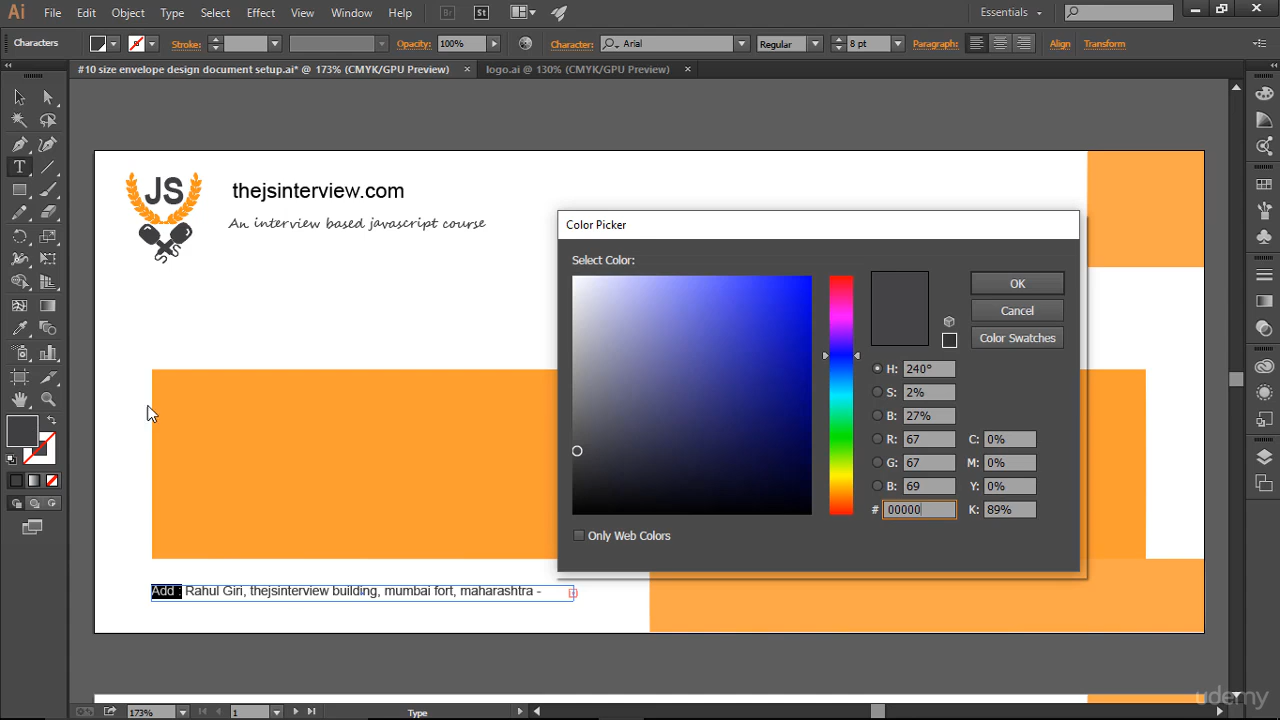 Ai File Edit Object Type Select Effect View Window Help Br St Essentials
Characters Stroke: Opacity: 100% Character: Arial Regular 8 pt Paragraph: Align Transform
#10 size envelope design document setup.ai* @ 173% (CMYK/GPU Preview) × logo.ai @ 130% (CMYK/GPU Preview) ×
JS
thejsinterview.com
An interview based javascript course
JS
Color Picker
Select Color:
OK
Cancel
Color Swatches
H: 240°
S: 2%
B: 27%
R: 67 C: 0%
G: 67 M: 0%
B: 69 Y: 0%
# 00000 K: 89%
Only Web Colors
Add : Rahul Giri, thejsinterview building, mumbai fort, maharashtra -
173% 1 Type
udemy